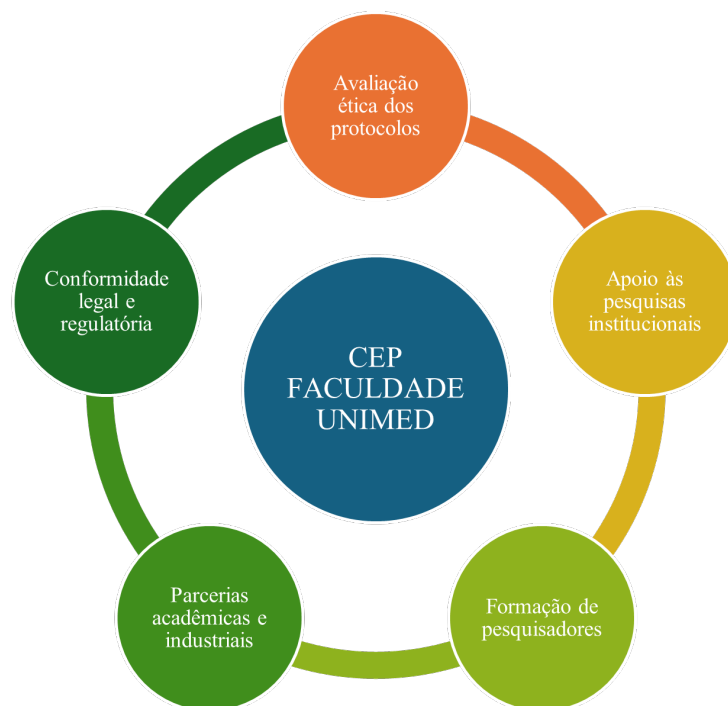 Avaliação
ética dos
protocolos
Apoio às
pesquisas
institucionais
Formação de
pesquisadores
Parcerias
acadêmicas e
industriais
Conformidade
legal e
regulatória
CEP
FACULDADE
UNIMED